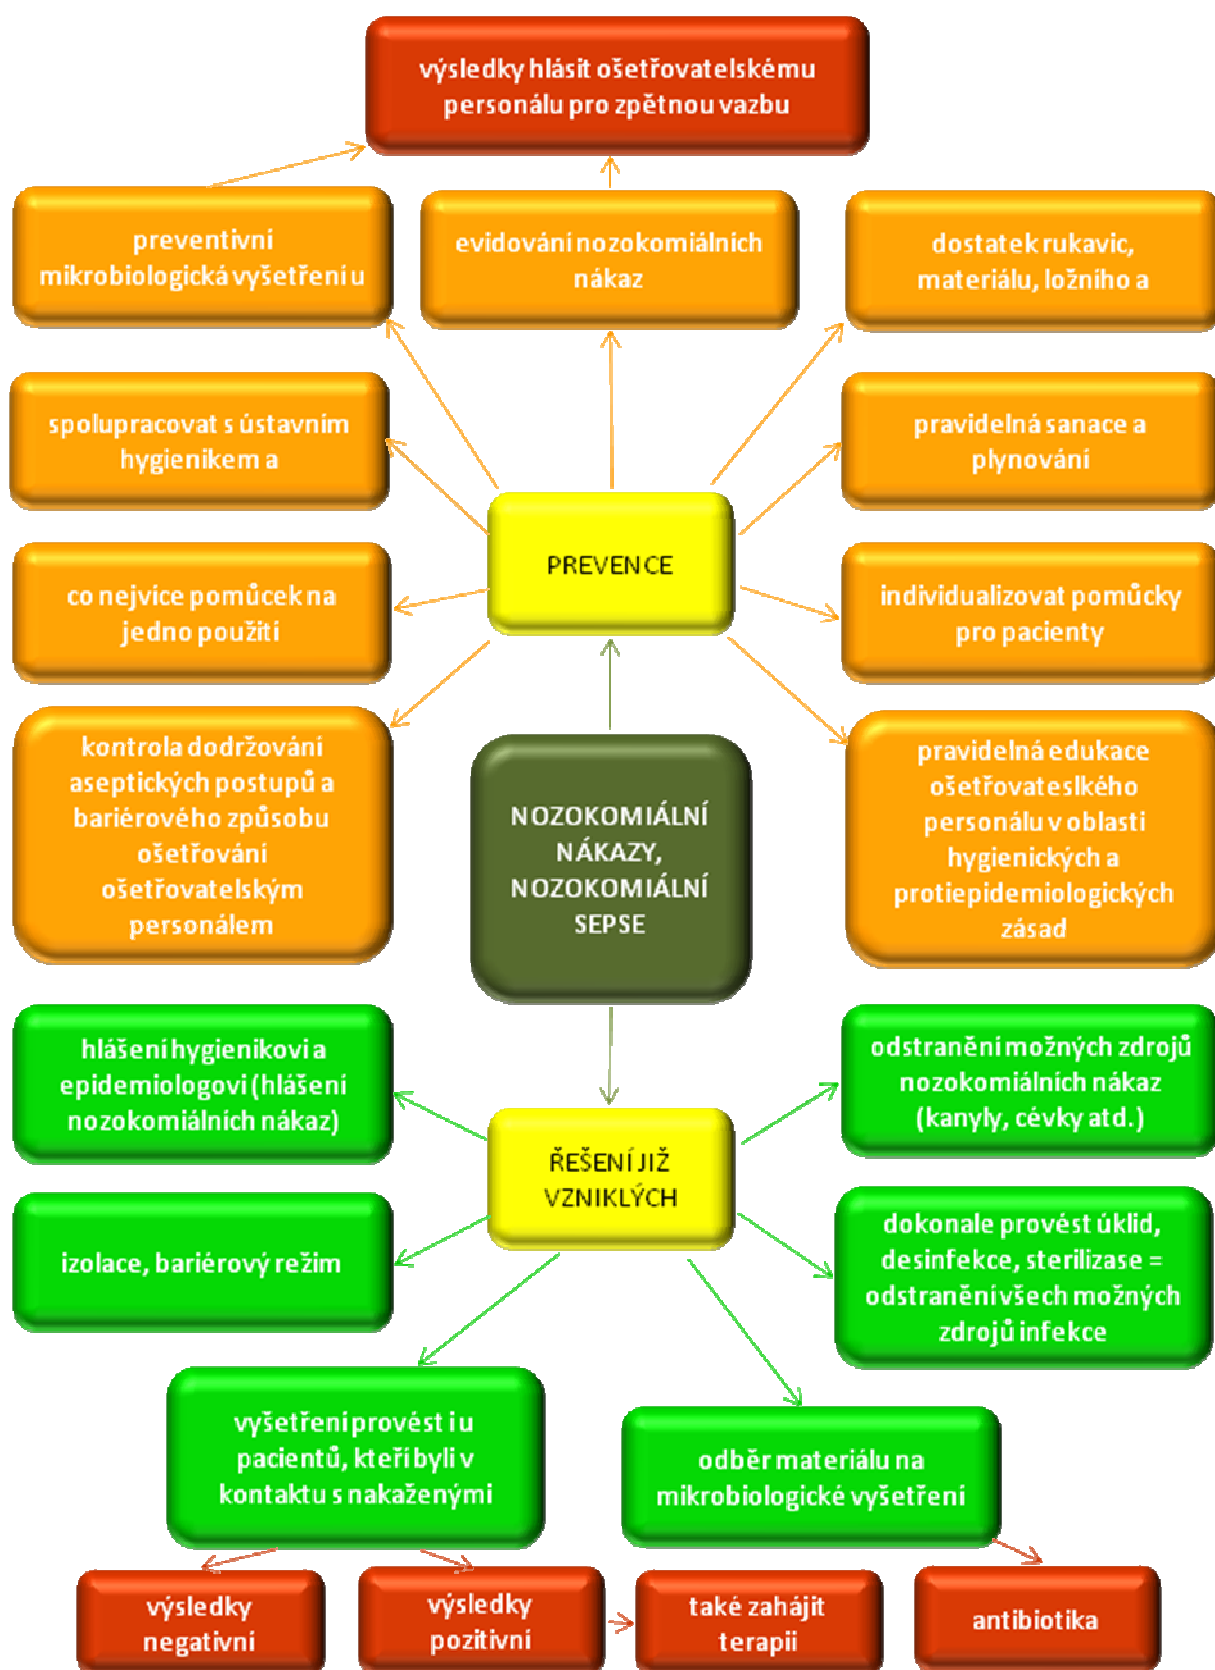 výsledky hlásit ošetřovatelskému
personálu pro zpětnou vazbu
preventivní
mikrobiologická vyšetření u
evidování nozokomiálních
nákaz
dostatek rukavic,
materiálu, ložního a
spolupracovat s ústavním
hygienikem a
pravidelná sanace a
plynování
PREVENCE
co nejvíce pomůcek na
jedno použití
individualizovat pomůcky
pro pacienty
kontrola dodržování
aseptických postupů a
bariérového způsobu
ošetřování
ošetřovatelským
personálem
NOZOKOMIÁLNÍ
NÁKAZY,
NOZOKOMIÁLNÍ
SEPSE
pravidelná edukace
ošetřovateslkého
personálu v oblasti
hygienických a
protiepidemiologických
zásad
hlášení hygienikovi a
epidemiologovi (hlášení
nozokomiálních nákaz)
odstranění možných zdrojů
nozokomiálních nákaz
(kanyly, cévky atd.)
ŘEŠENÍ JIŽ
VZNIKLÝCH
izolace, bariérový režim
dokonale provést úklid,
desinfekce, sterilizase =
odstranění všech možných
zdrojů infekce
vyšetření provést i u
pacientů, kteří byli v
kontaktu s nakaženými
odběr materiálu na
mikrobiologické vyšetření
výsledky
negativní
výsledky
pozitivní
také zahájit
terapii
antibiotika